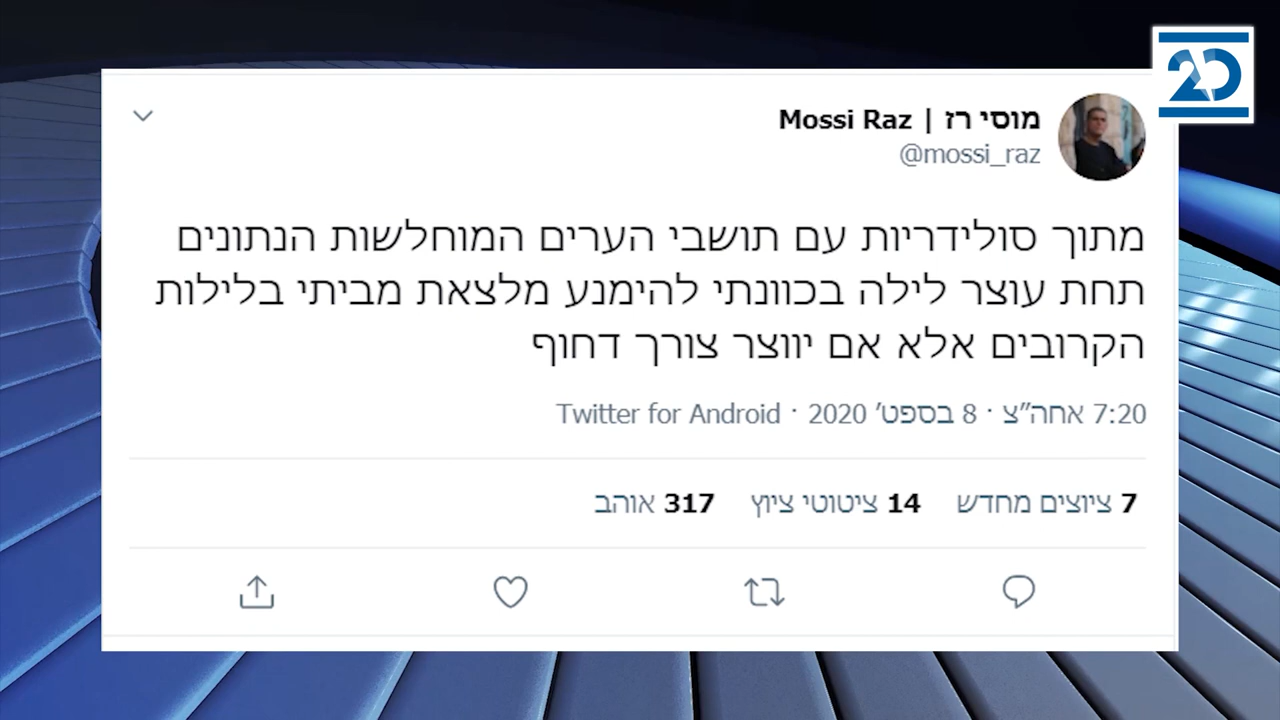 20
מוסי רז | Mossi Raz
@mossi_raz
מתוך סולידריות עם תושבי הערים המוחלשות הנתונים
תחת עוצר לילה בכוונתי להימנע מלצאת מביתי בלילות
הקרובים אלא אם יווצר צורך דחוף
7:20 אחה"צ · 8 בספט' 2020 · Twitter for Android
7 ציוצים מחדש 14 ציטוטי ציוץ 317 אוהב